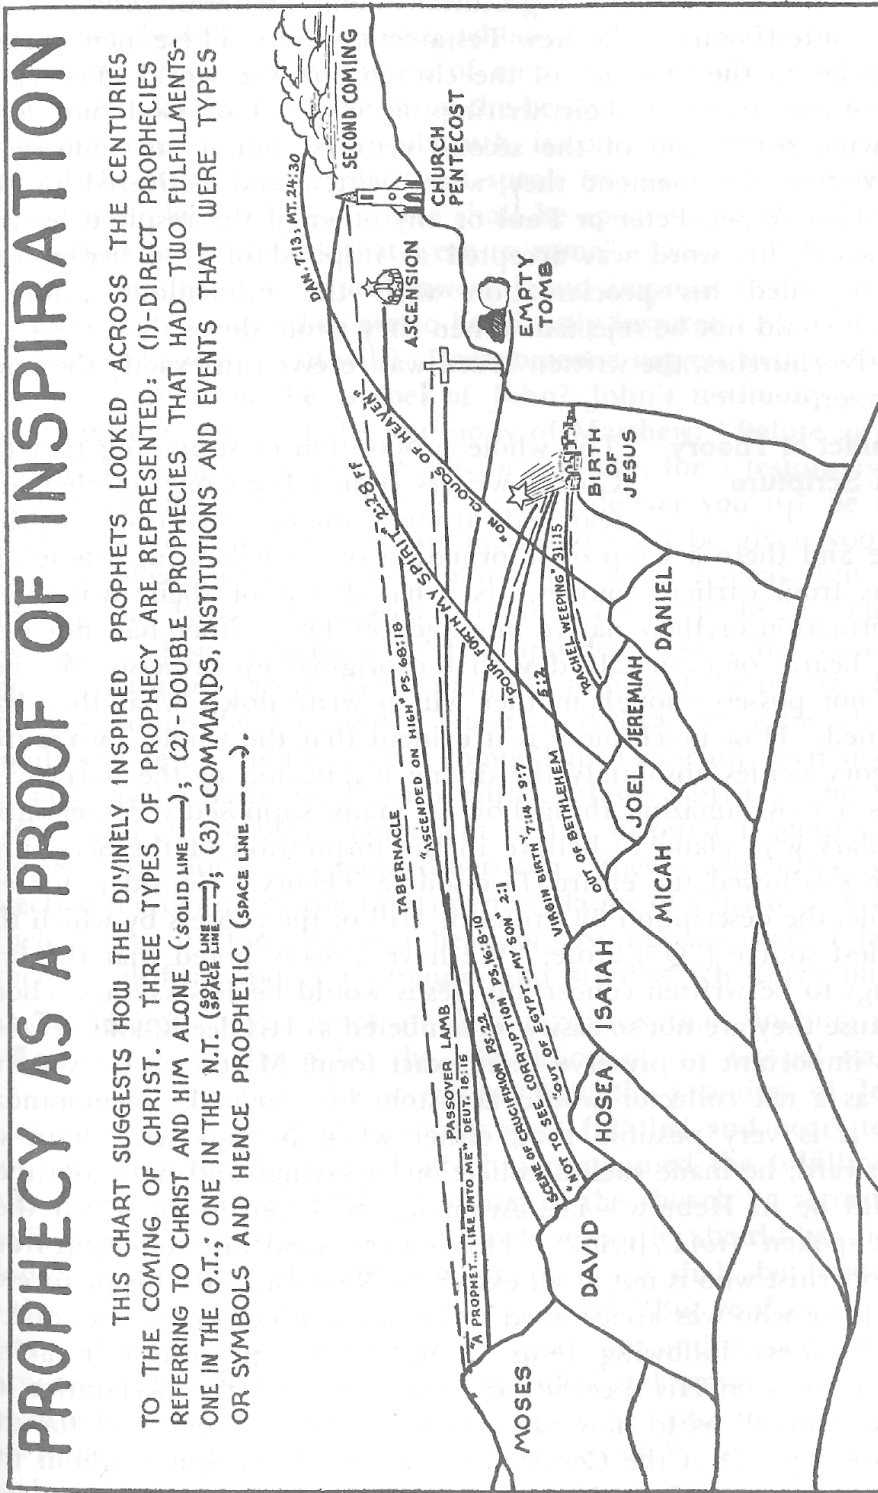 PROPHECY AS A PROOF OF INSPIRATION
THIS CHART SUGGESTS HOW THE DIVINELY INSPIRED PROPHETS LOOKED ACROSS THE CENTURIES
TO THE COMING OF CHRIST. THREE TYPES OF PROPHECY ARE REPRESENTED: (1)-DIRECT PROPHECIES
REFERRING TO CHRIST AND HIM ALONE (SOLID LINE); (2)-DOUBLE PROPHECIES THAT HAD TWO FULFILLMENTS-
ONE IN THE O.T.; ONE IN THE N.T. (SOLID LINE
SPACE LINE); (3)-COMMANDS, INSTITUTIONS AND EVENTS THAT WERE TYPES
OR SYMBOLS AND HENCE PROPHETIC (SPACE LINE).
DAN. 7:13. MT. 24:30
SECOND COMING
TABERNACLE
"ASCENDED ON HIGH" PS. 68:18
ASCENSION
CHURCH
PENTECOST
PASSOVER LAMB
"A PROPHET... LIKE UNTO ME" DEUT. 18:15
"POUR FORTH MY SPIRIT" 2:28FF
"ON CLOUDS OF HEAVEN"
EMPTY
TOMB
SCENE OF CRUCIFIXION PS. 22
"NOT TO SEE CORRUPTION" PS. 16:8-10
"OUT OF EGYPT... MY SON" 2:1
VIRGIN BIRTH "7:14 - 9:7
OUT OF BETHLEHEM 5:2
"RACHEL WEEPING" 31:15
BIRTH
OF
JESUS
MOSES
DAVID
HOSEA
ISAIAH
MICAH
JOEL
JEREMIAH
DANIEL